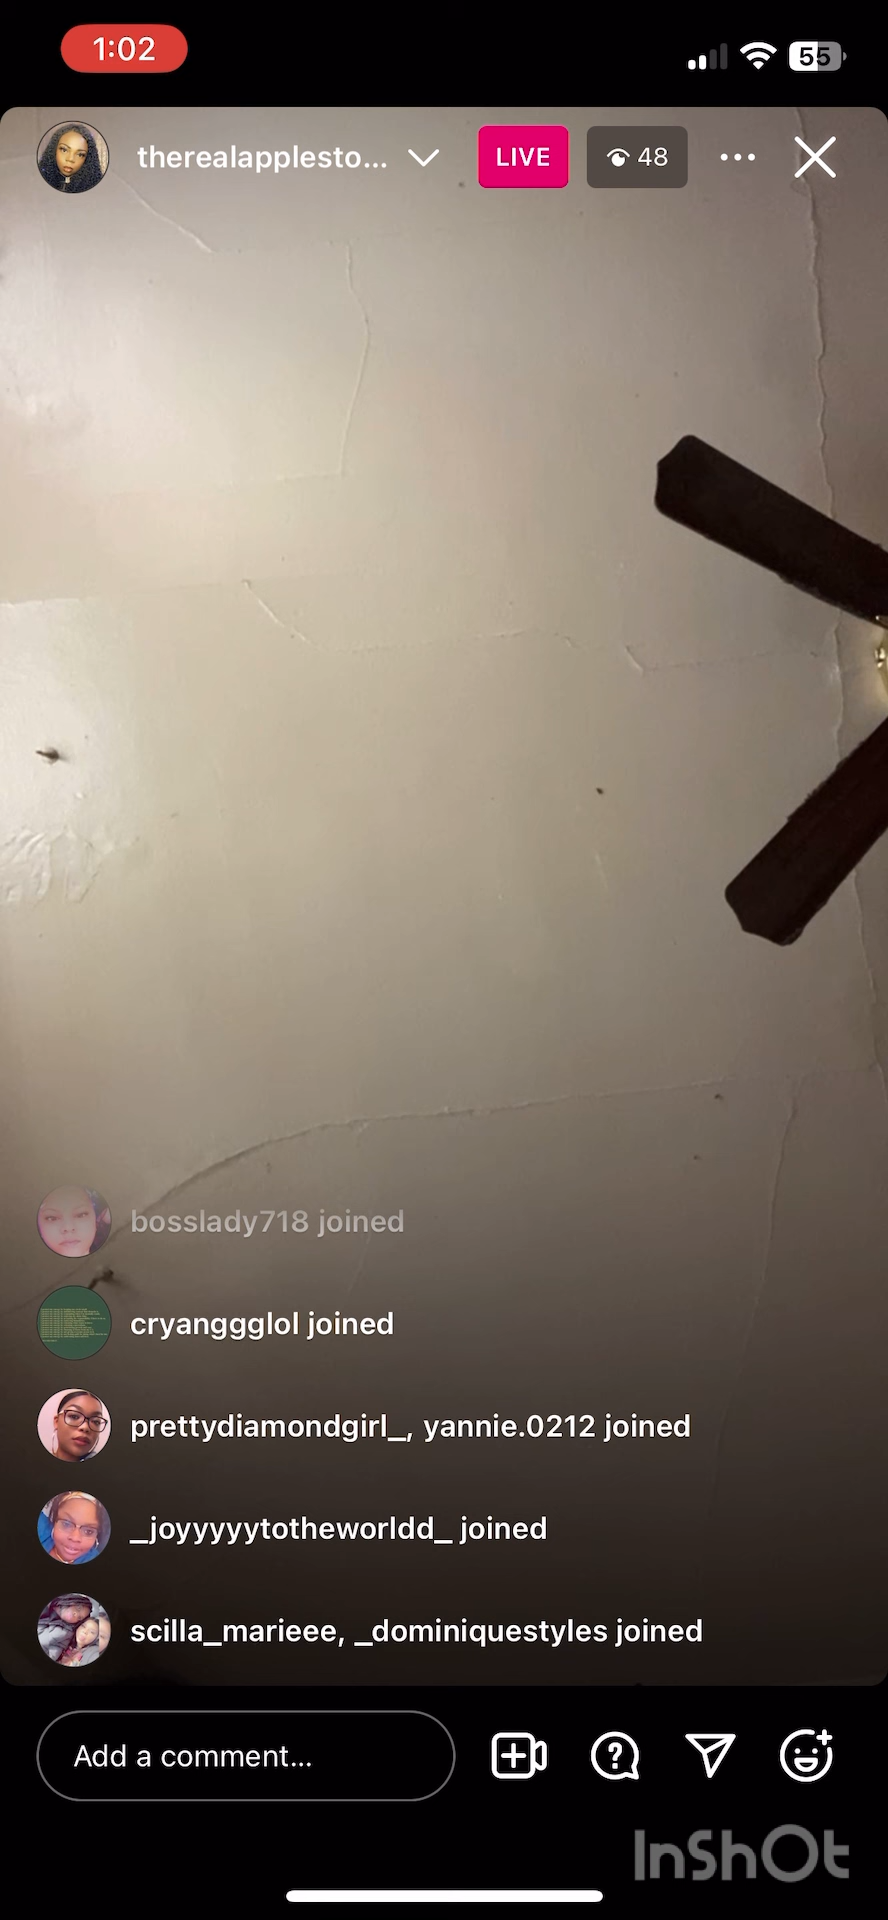 1:02
55
therealapplesto...
LIVE
48
bosslady718 joined
cryanggglol joined
prettydiamondgirl_, yannie.0212 joined
_joyyyyytotheworldd_ joined
scilla_marieee, _dominiquestyles joined
Add a comment...
InShOt